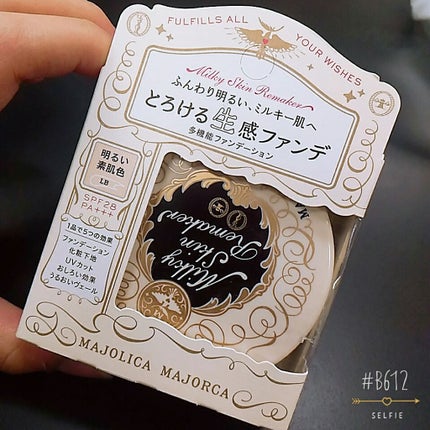 FULFILLS ALL
YOUR WISHES
Milky Skin Remaker
ふんわり明るい、ミルキー肌へ
とろける生感ファンデ
多機能ファンデーション
明るい
素肌色
LB
SPF28
PA+++
1品で5つの効果
ファンデーション
化粧下地
UVカット
おしろい効果
うるおいヴェール
Milky
Skin
Remaker
MAJOLICA MAJORCA
#B612
SELFIE